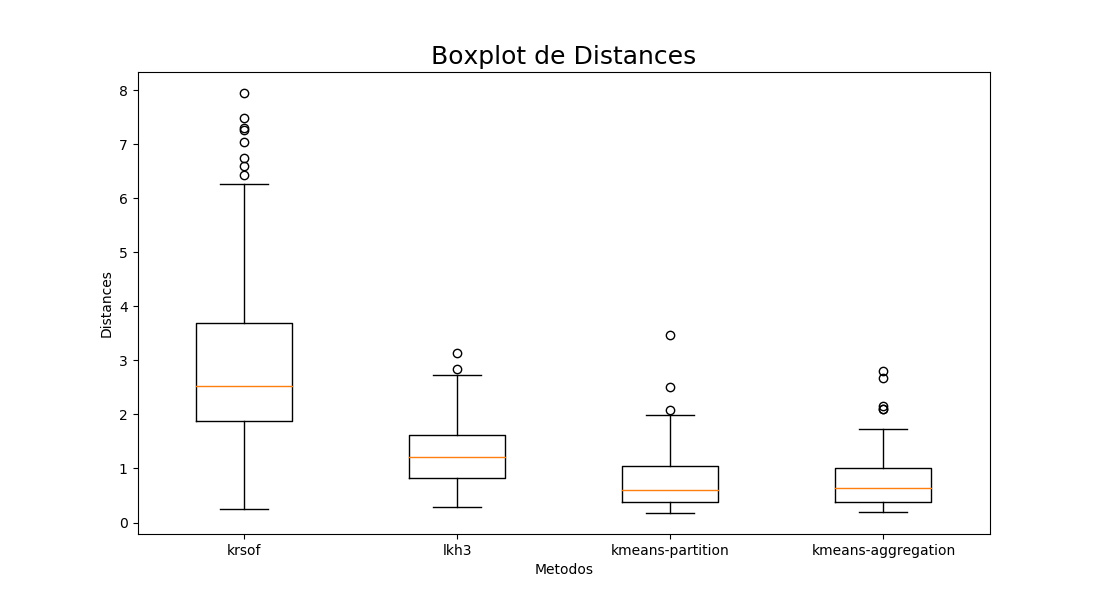 Boxplot de Distances
8
7
6
5
4
3
2
1
0
Distances
krsof lkh3 kmeans-partition kmeans-aggregation
Metodos